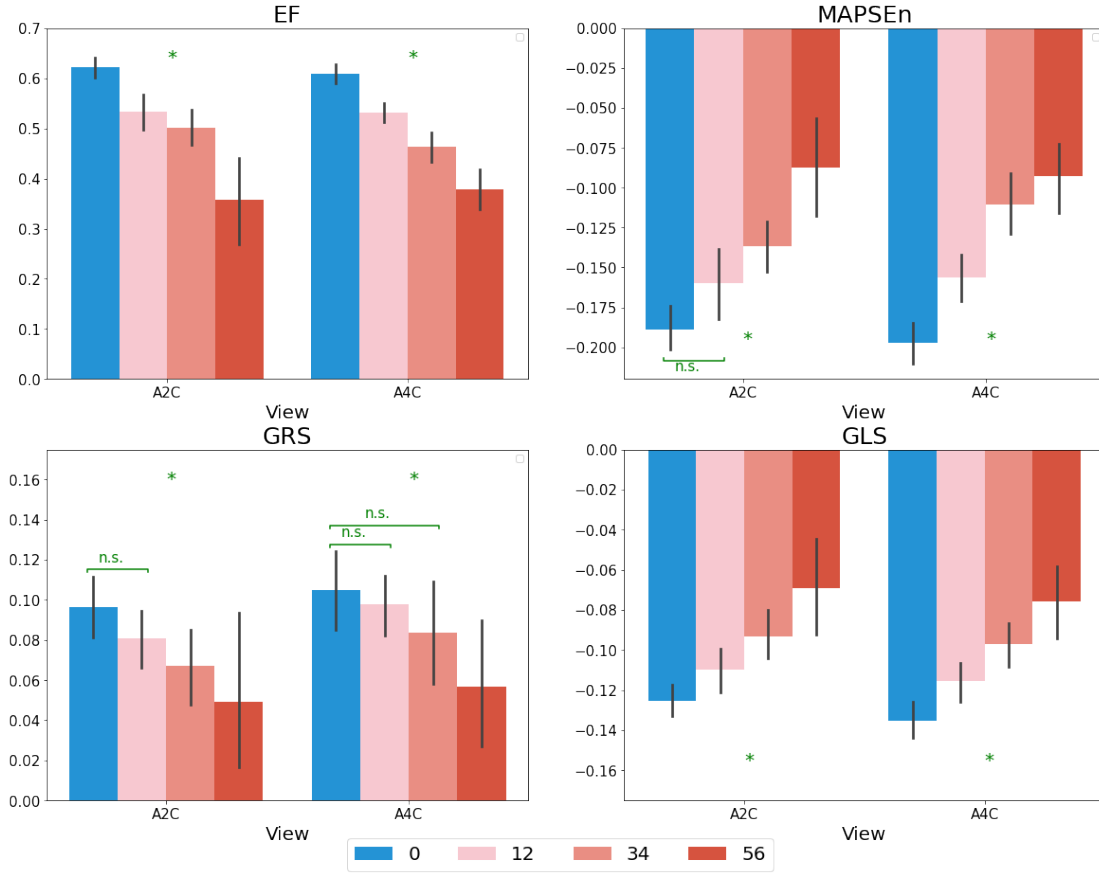 EF
0.7
0.6
0.5
0.4
0.3
0.2
0.1
0.0
*
*
A2C
A4C
View
MAPSEn
0.000
−0.025
−0.050
−0.075
−0.100
−0.125
−0.150
−0.175
−0.200
n.s.
*
*
A2C
A4C
View
GRS
0.16
0.14
0.12
0.10
0.08
0.06
0.04
0.02
0.00
*
*
n.s.
n.s.
n.s.
A2C
A4C
View
GLS
0.00
−0.02
−0.04
−0.06
−0.08
−0.10
−0.12
−0.14
−0.16
*
*
A2C
A4C
View
0 12 34 56